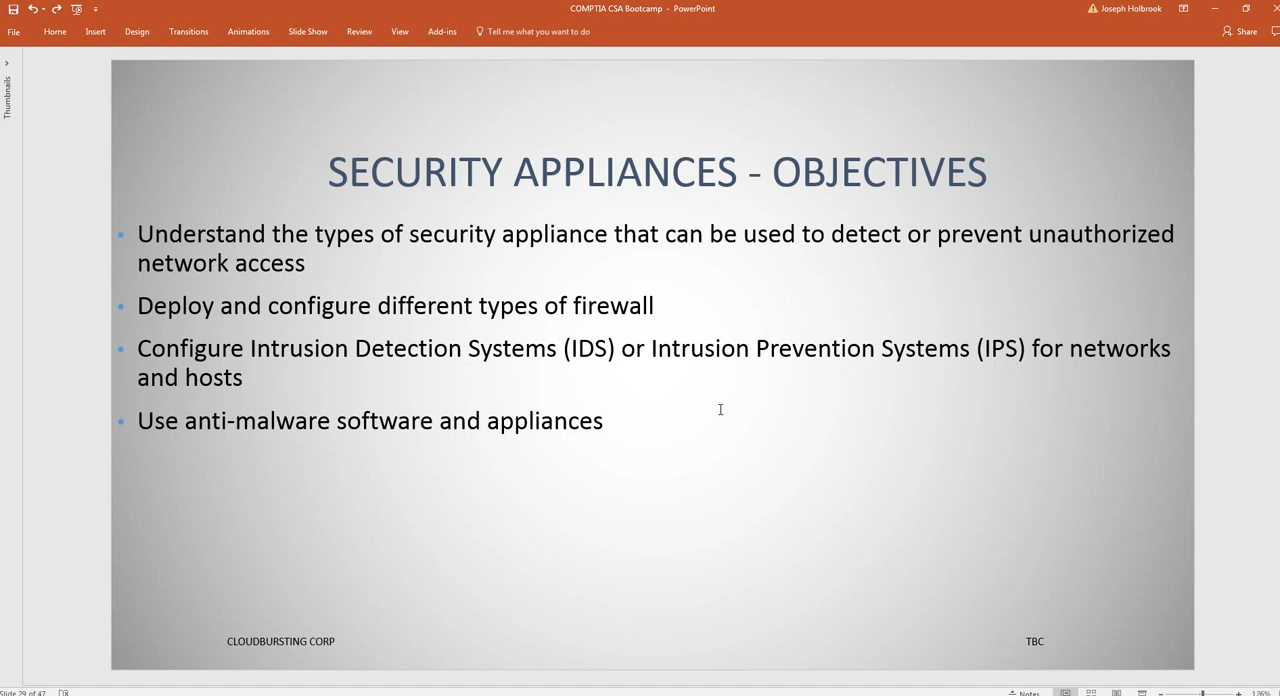 COMPTIA CSA Bootcamp - PowerPoint
Joseph Holbrook
File Home Insert Design Transitions Animations Slide Show Review View Add-ins Tell me what you want to do Share
Thumbnails
SECURITY APPLIANCES - OBJECTIVES
• Understand the types of security appliance that can be used to detect or prevent unauthorized
network access
• Deploy and configure different types of firewall
• Configure Intrusion Detection Systems (IDS) or Intrusion Prevention Systems (IPS) for networks
and hosts
• Use anti-malware software and appliances
CLOUDBURSTING CORP TBC
Slide 29 of 47 Notes 126%